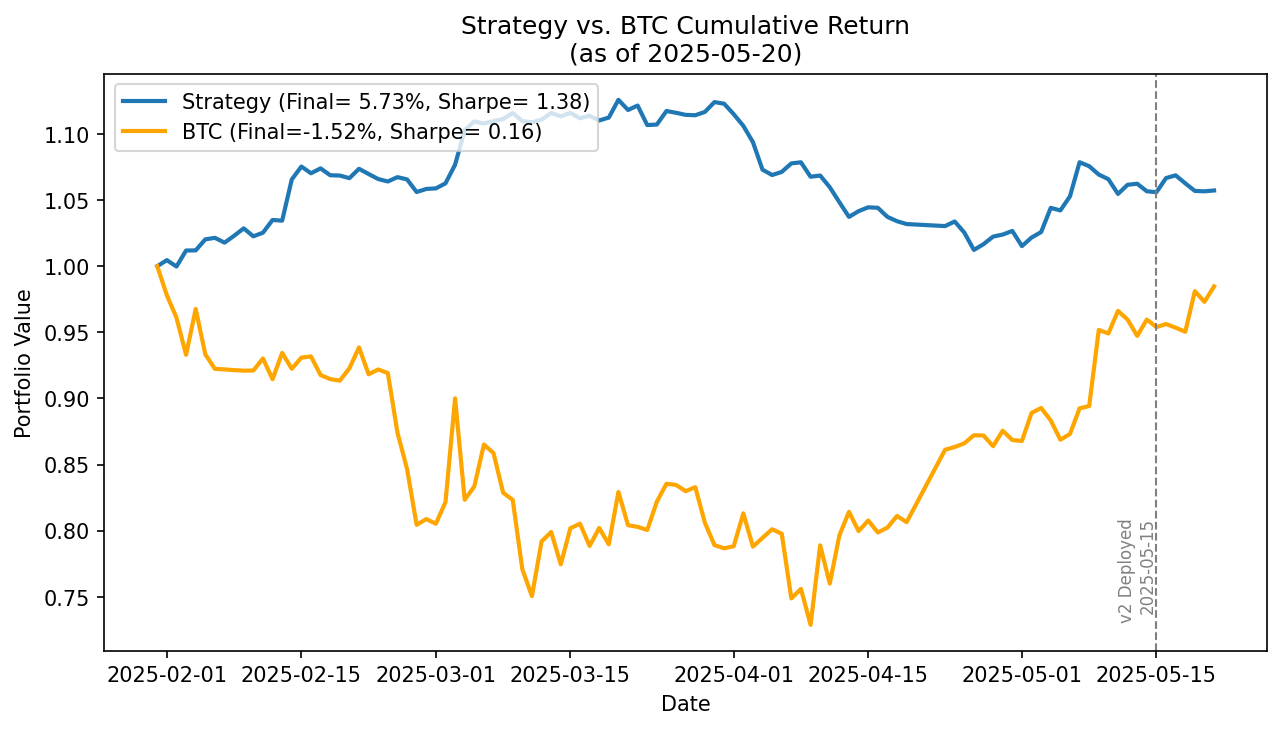 Strategy vs. BTC Cumulative Return
(as of 2025-05-20)
Strategy (Final= 5.73%, Sharpe= 1.38)
BTC (Final=-1.52%, Sharpe= 0.16)
Portfolio Value
1.10
1.05
1.00
0.95
0.90
0.85
0.80
0.75
v2 Deployed
2025-05-15
2025-02-01 2025-02-15 2025-03-01 2025-03-15 2025-04-01 2025-04-15 2025-05-01 2025-05-15
Date